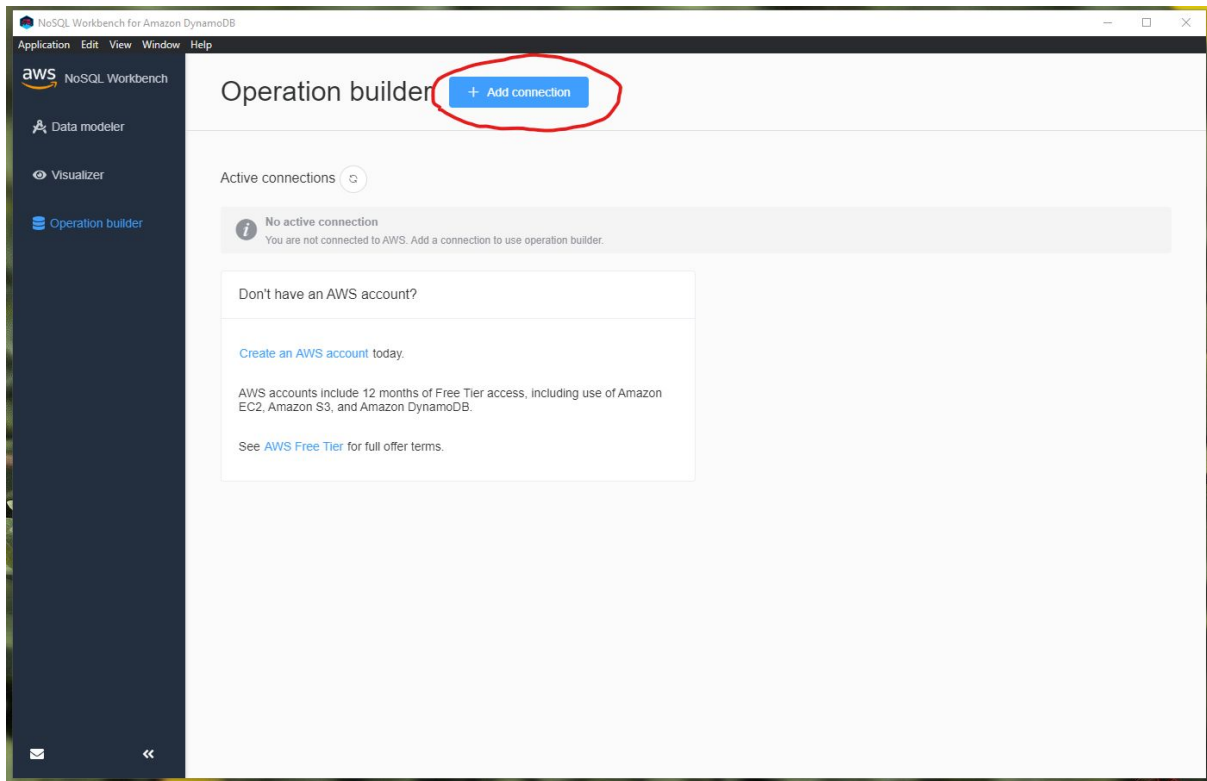 NoSQL Workbench for Amazon DynamoDB
Application Edit View Window Help
aws NoSQL Workbench
Data modeler
Visualizer
Operation builder
Operation builder
+ Add connection
Active connections
i
No active connection
You are not connected to AWS. Add a connection to use operation builder.
Don't have an AWS account?
Create an AWS account today.
AWS accounts include 12 months of Free Tier access, including use of Amazon
EC2, Amazon S3, and Amazon DynamoDB.
See AWS Free Tier for full offer terms.